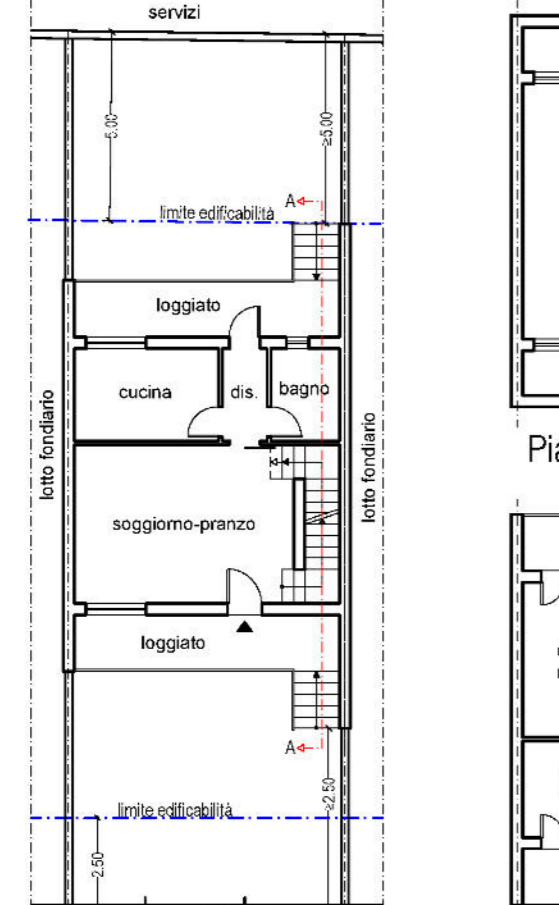 servizi
5.00
≥5.00
A
limite edificabilità
loggiato
cucina
dis.
bagno
lotto fondiario
lotto fondiario
soggiorno-pranzo
loggiato
A
limite edificabilità
≥2.50
2.50
Pia